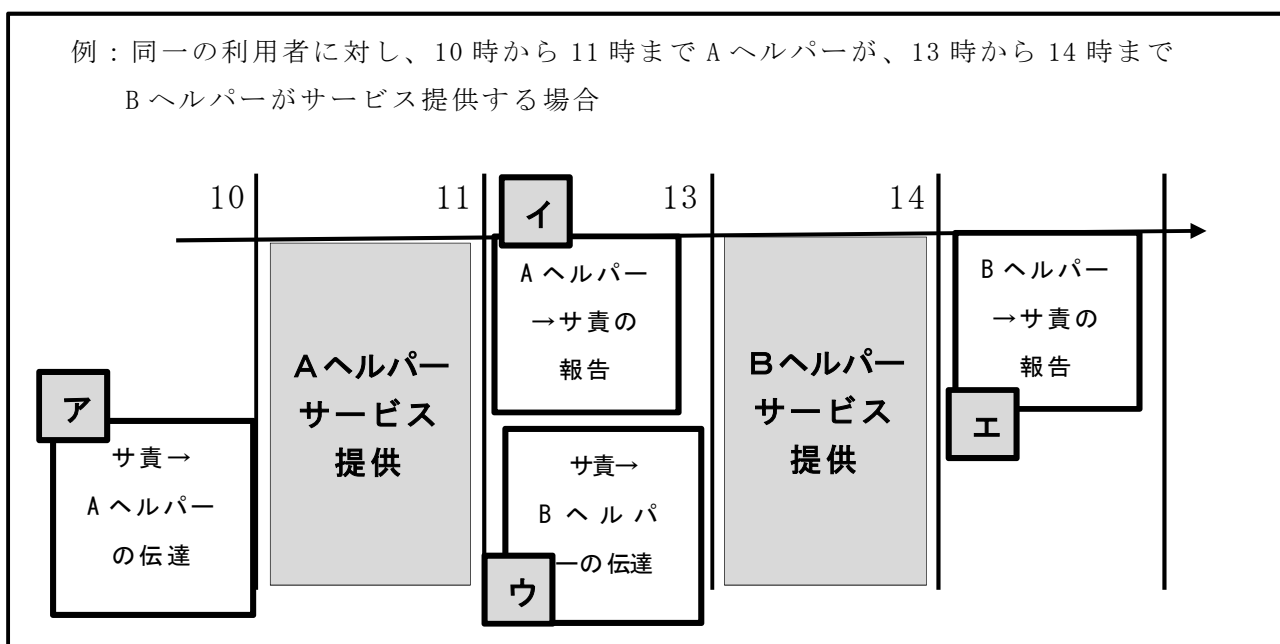 例：同一の利用者に対し、10時から11時までAヘルパーが、13時から14時まで
Bヘルパーがサービス提供する場合
10
11
13
14
ア
サ責→
Aヘルパー
の伝達
Aヘルパー
サービス
提供
イ
Aヘルパー
→サ責の
報告
ウ
サ責→
Bヘルパ
ーの伝達
Bヘルパー
サービス
提供
Bヘルパー
→サ責の
報告
エ